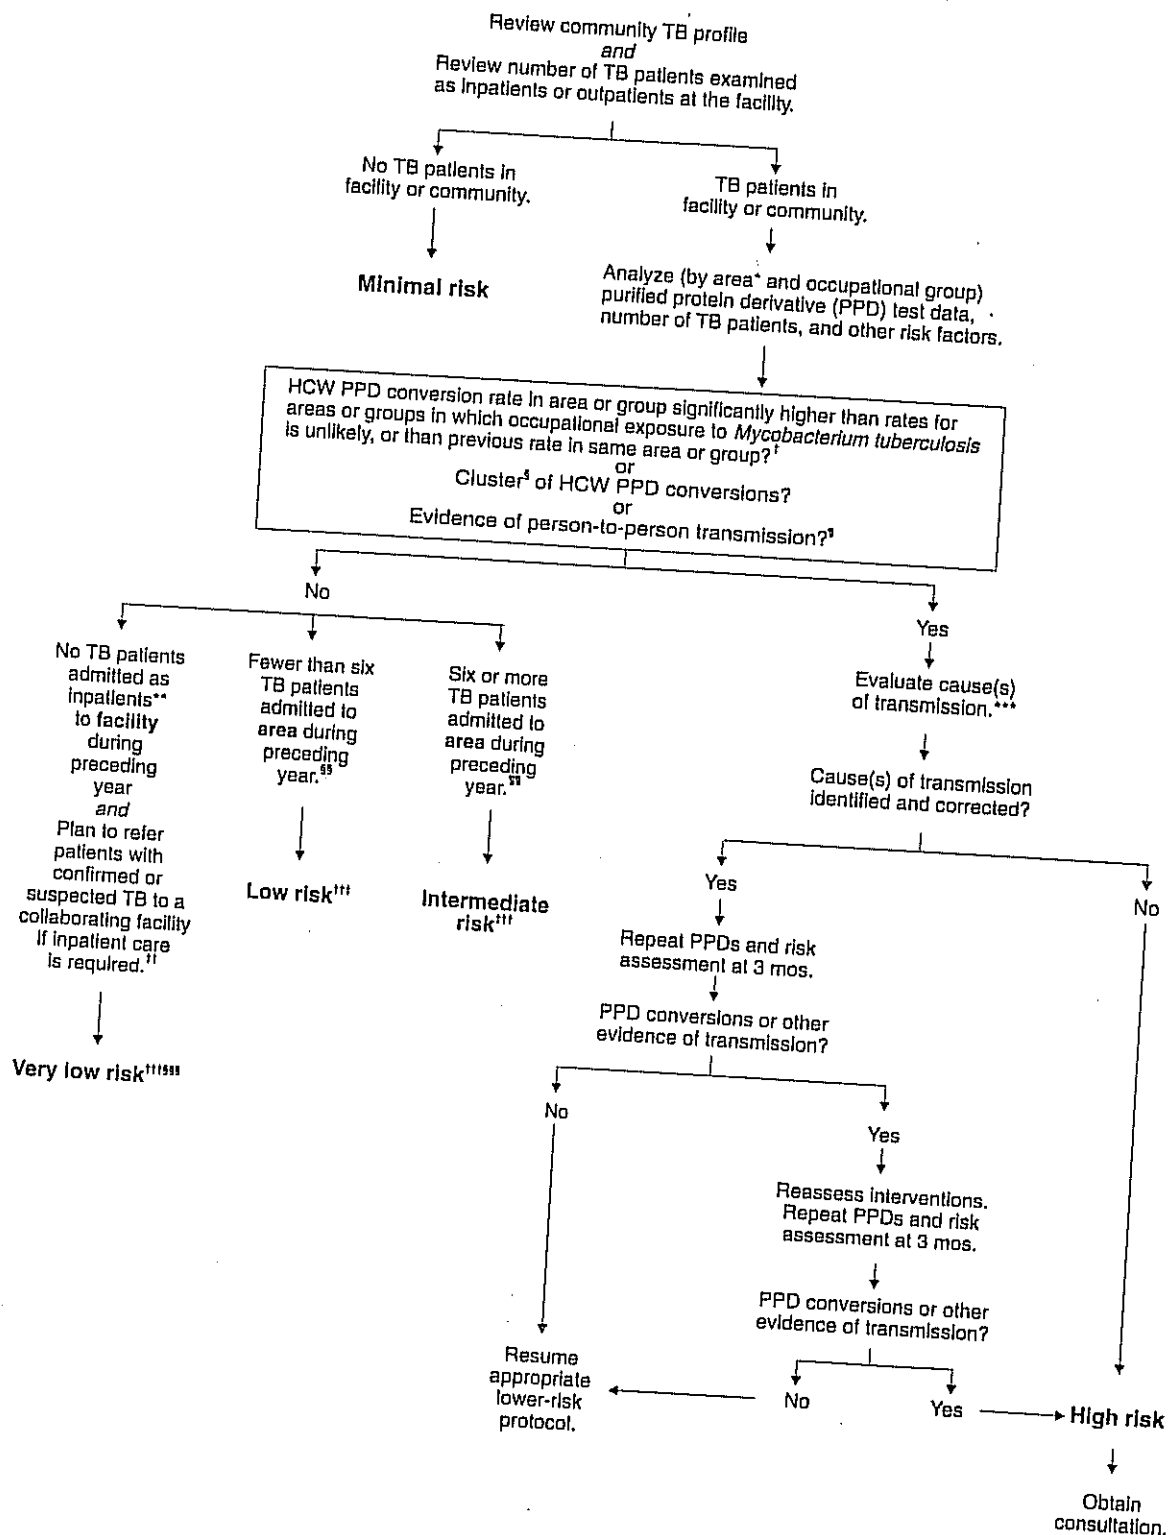 Review community TB profile
and
Review number of TB patients examined
as inpatients or outpatients at the facility.
No TB patients in
facility or community.
Minimal risk
TB patients in
facility or community.
Analyze (by area* and occupational group)
purified protein derivative (PPD) test data,
number of TB patients, and other risk factors.
HCW PPD conversion rate in area or group significantly higher than rates for
areas or groups in which occupational exposure to Mycobacterium tuberculosis
is unlikely, or than previous rate in same area or group?†
or
Cluster§ of HCW PPD conversions?
or
Evidence of person-to-person transmission?¶
No
No TB patients
admitted as
inpatients**
to facility
during
preceding
year
and
Plan to refer
patients with
confirmed or
suspected TB to a
collaborating facility
if inpatient care
is required.††
Very low risk†††§§§
Fewer than six
TB patients
admitted to
area during
preceding
year.§§
Low risk†††
Six or more
TB patients
admitted to
area during
preceding
year.¶¶
Intermediate
risk†††
Yes
Evaluate cause(s)
of transmission.***
Cause(s) of transmission
identified and corrected?
Yes
Repeat PPDs and risk
assessment at 3 mos.
PPD conversions or other
evidence of transmission?
No
Yes
Reassess interventions.
Repeat PPDs and risk
assessment at 3 mos.
PPD conversions or other
evidence of transmission?
No
Resume
appropriate
lower-risk
protocol.
Yes
No
High risk
Obtain
consultation.